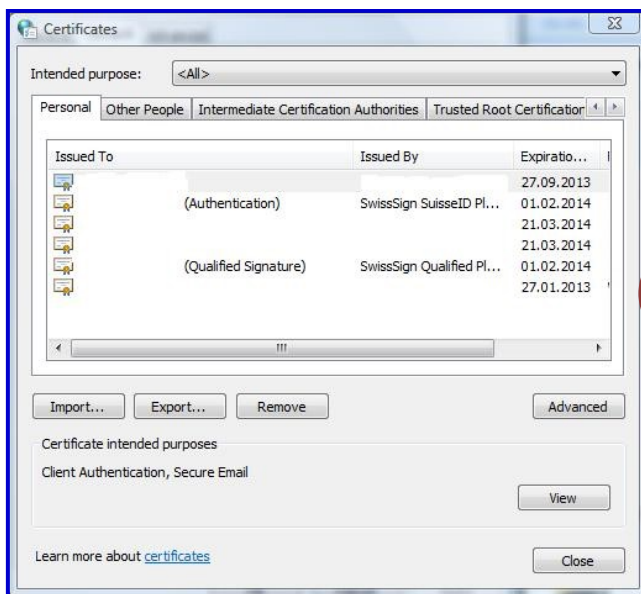 Certificates
Intended purpose: <All>
Personal Other People Intermediate Certification Authorities Trusted Root Certification
Issued To Issued By Expiratio...
27.09.2013
(Authentication) SwissSign SuisseID Pl... 01.02.2014
21.03.2014
21.03.2014
(Qualified Signature) SwissSign Qualified Pl... 01.02.2014
27.01.2013
Import... Export... Remove Advanced
Certificate intended purposes
Client Authentication, Secure Email
View
Learn more about certificates
Close